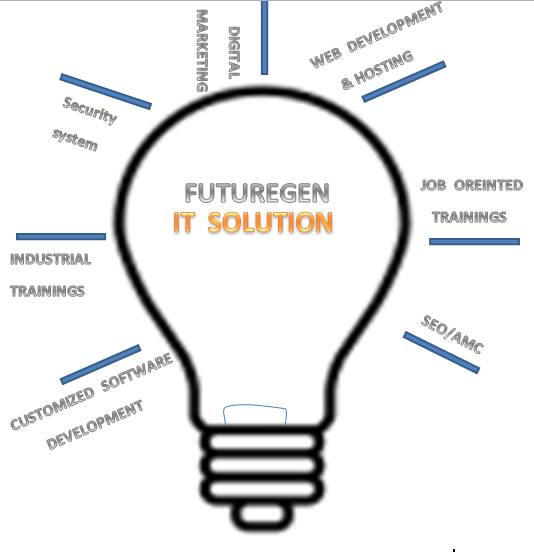 DIGITAL
MARKETING
WEB DEVELOPMENT
& HOSTING
Security
system
FUTUREGEN
IT SOLUTION
JOB OREINTED
TRAININGS
INDUSTRIAL
TRAININGS
SEO/AMC
CUSTOMIZED SOFTWARE
DEVELOPMENT